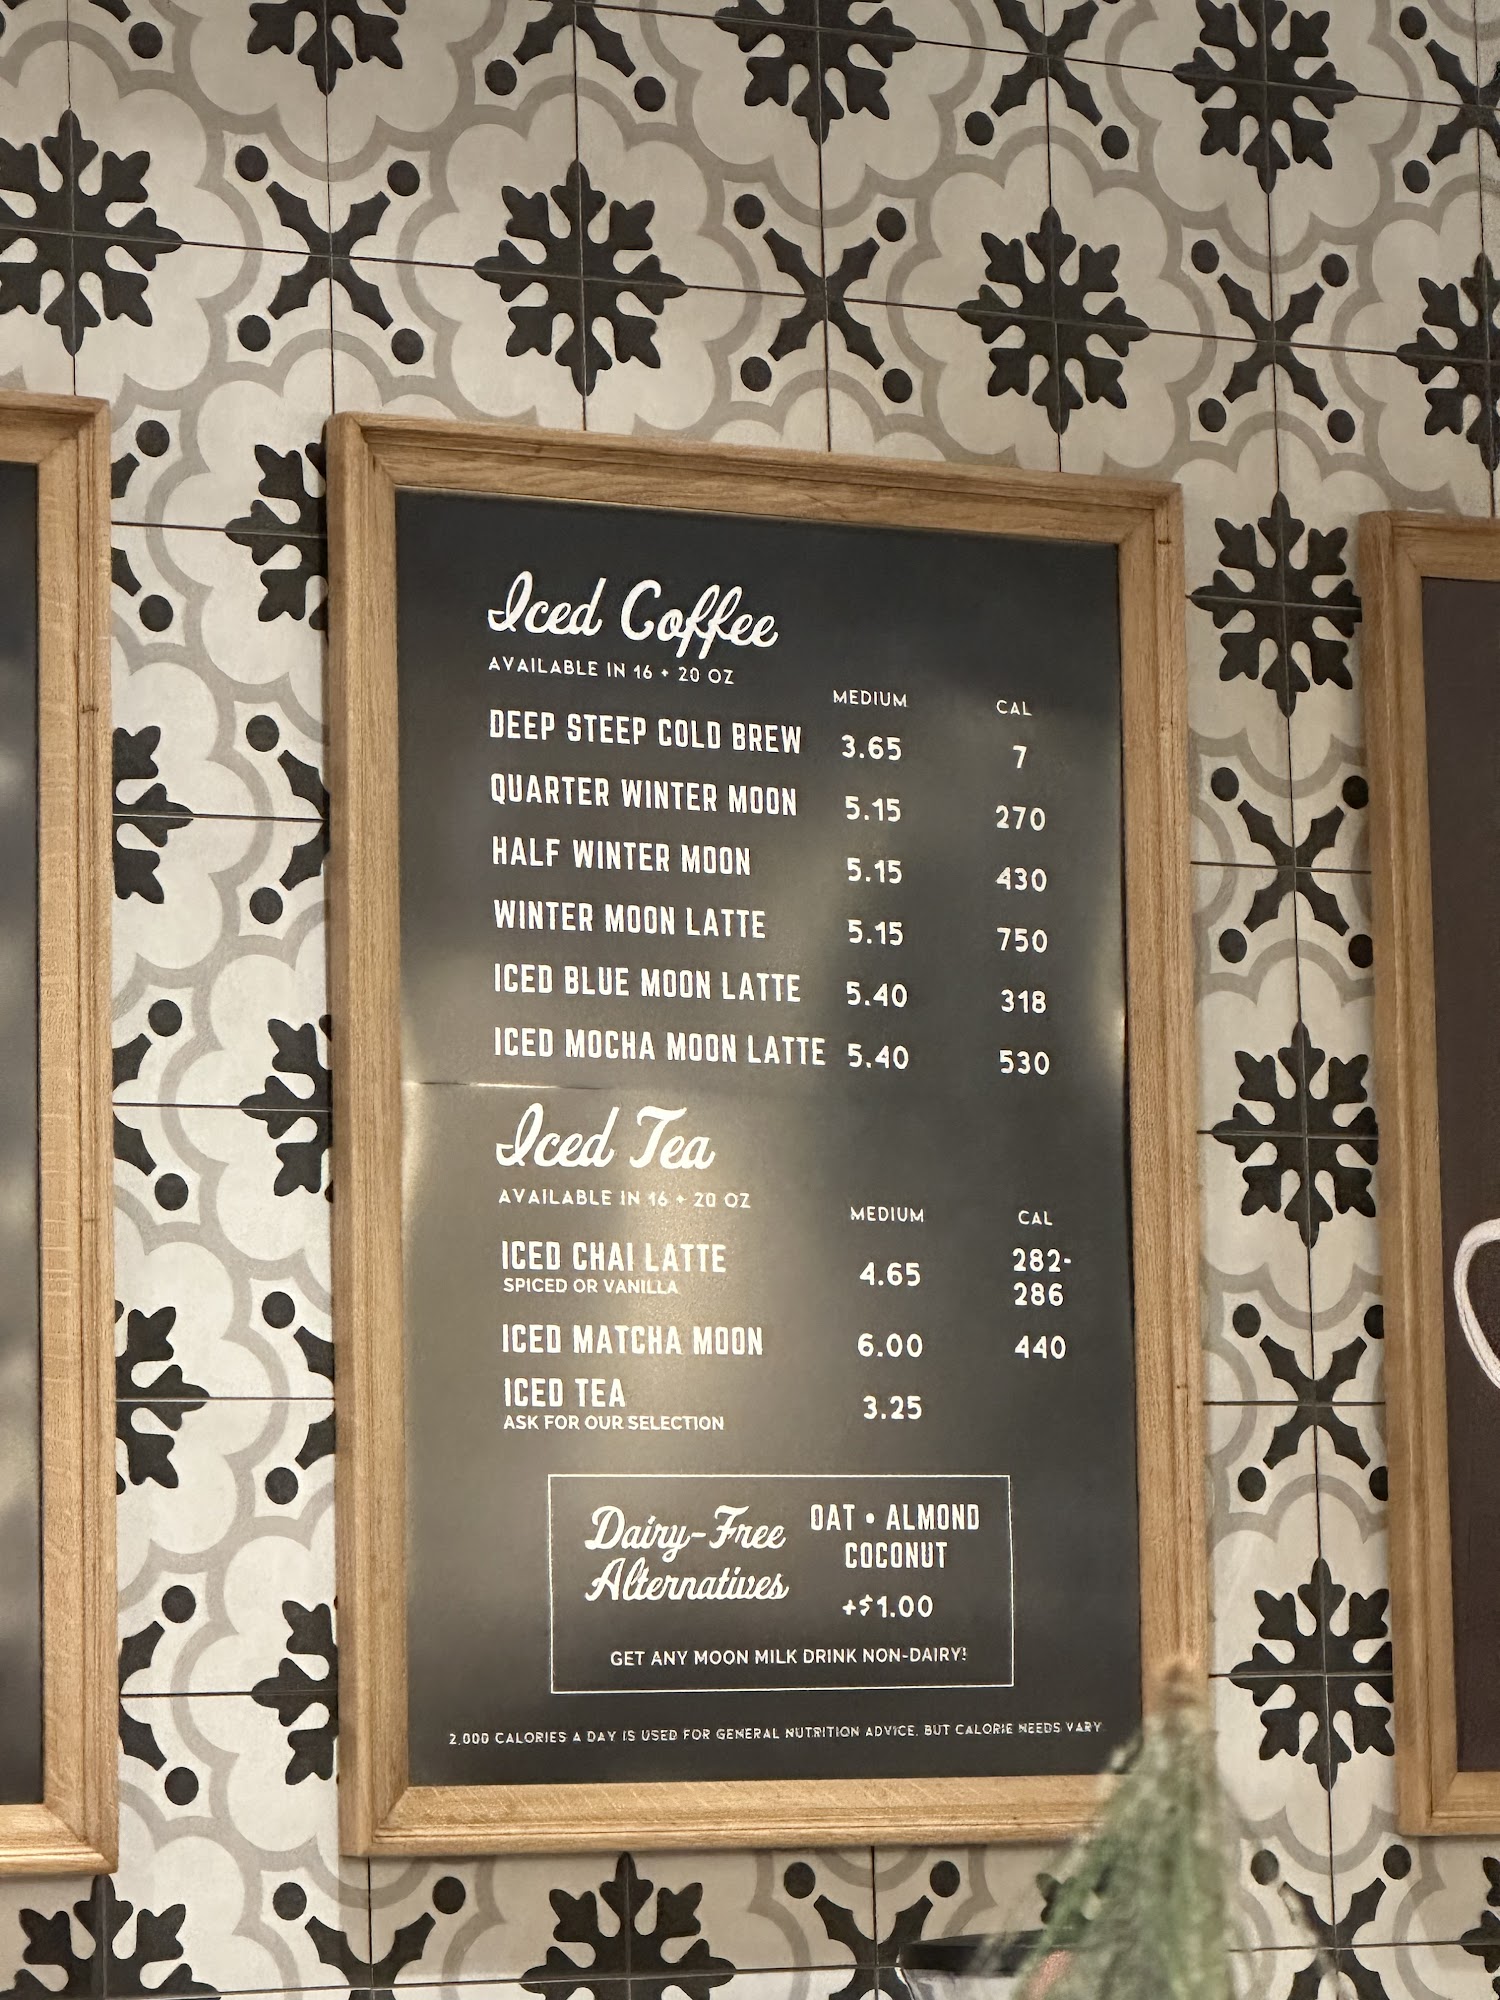 Iced Coffee
AVAILABLE IN 16 + 20 OZ
MEDIUM CAL
DEEP STEEP COLD BREW 3.65 7
QUARTER WINTER MOON 5.15 270
HALF WINTER MOON 5.15 430
WINTER MOON LATTE 5.15 750
ICED BLUE MOON LATTE 5.40 318
ICED MOCHA MOON LATTE 5.40 530
Iced Tea
AVAILABLE IN 16 + 20 OZ
MEDIUM CAL
ICED CHAI LATTE 4.65 282-
SPICED OR VANILLA 286
ICED MATCHA MOON 6.00 440
ICED TEA 3.25
ASK FOR OUR SELECTION
Dairy-Free
Alternatives
OAT • ALMOND
COCONUT
+$1.00
GET ANY MOON MILK DRINK NON-DAIRY!
2,000 CALORIES A DAY IS USED FOR GENERAL NUTRITION ADVICE, BUT CALORIE NEEDS VARY.